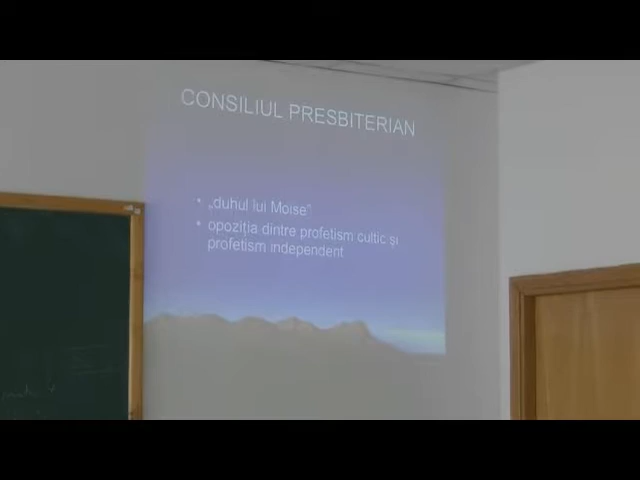 CONSILIUL PRESBITERIAN
• „duhul lui Moise”
• opoziția dintre profetism cultic și
profetism independent